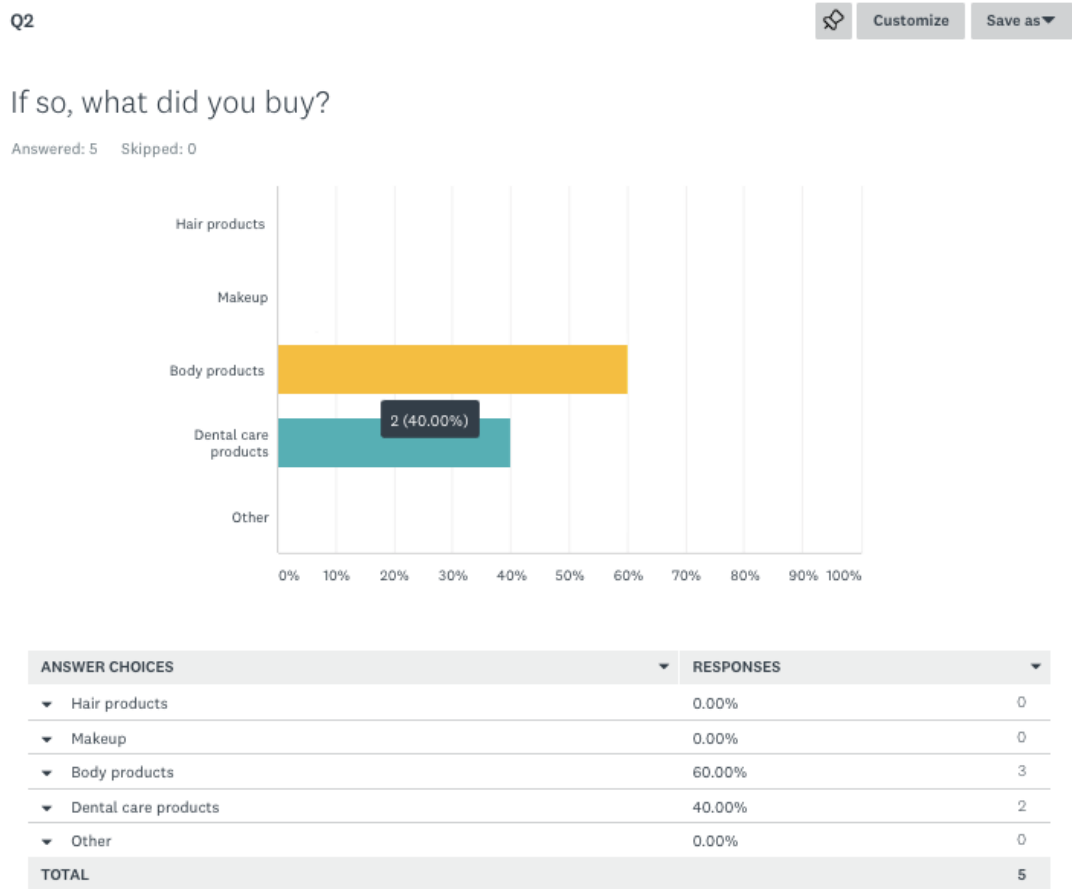 Q2
Customize
Save as
If so, what did you buy?
Answered: 5 Skipped: 0
Hair products
Makeup
Body products
2 (40.00%)
Dental care
products
Other
0% 10% 20% 30% 40% 50% 60% 70% 80% 90% 100%
ANSWER CHOICES RESPONSES
Hair products 0.00% 0
Makeup 0.00% 0
Body products 60.00% 3
Dental care products 40.00% 2
Other 0.00% 0
TOTAL 5